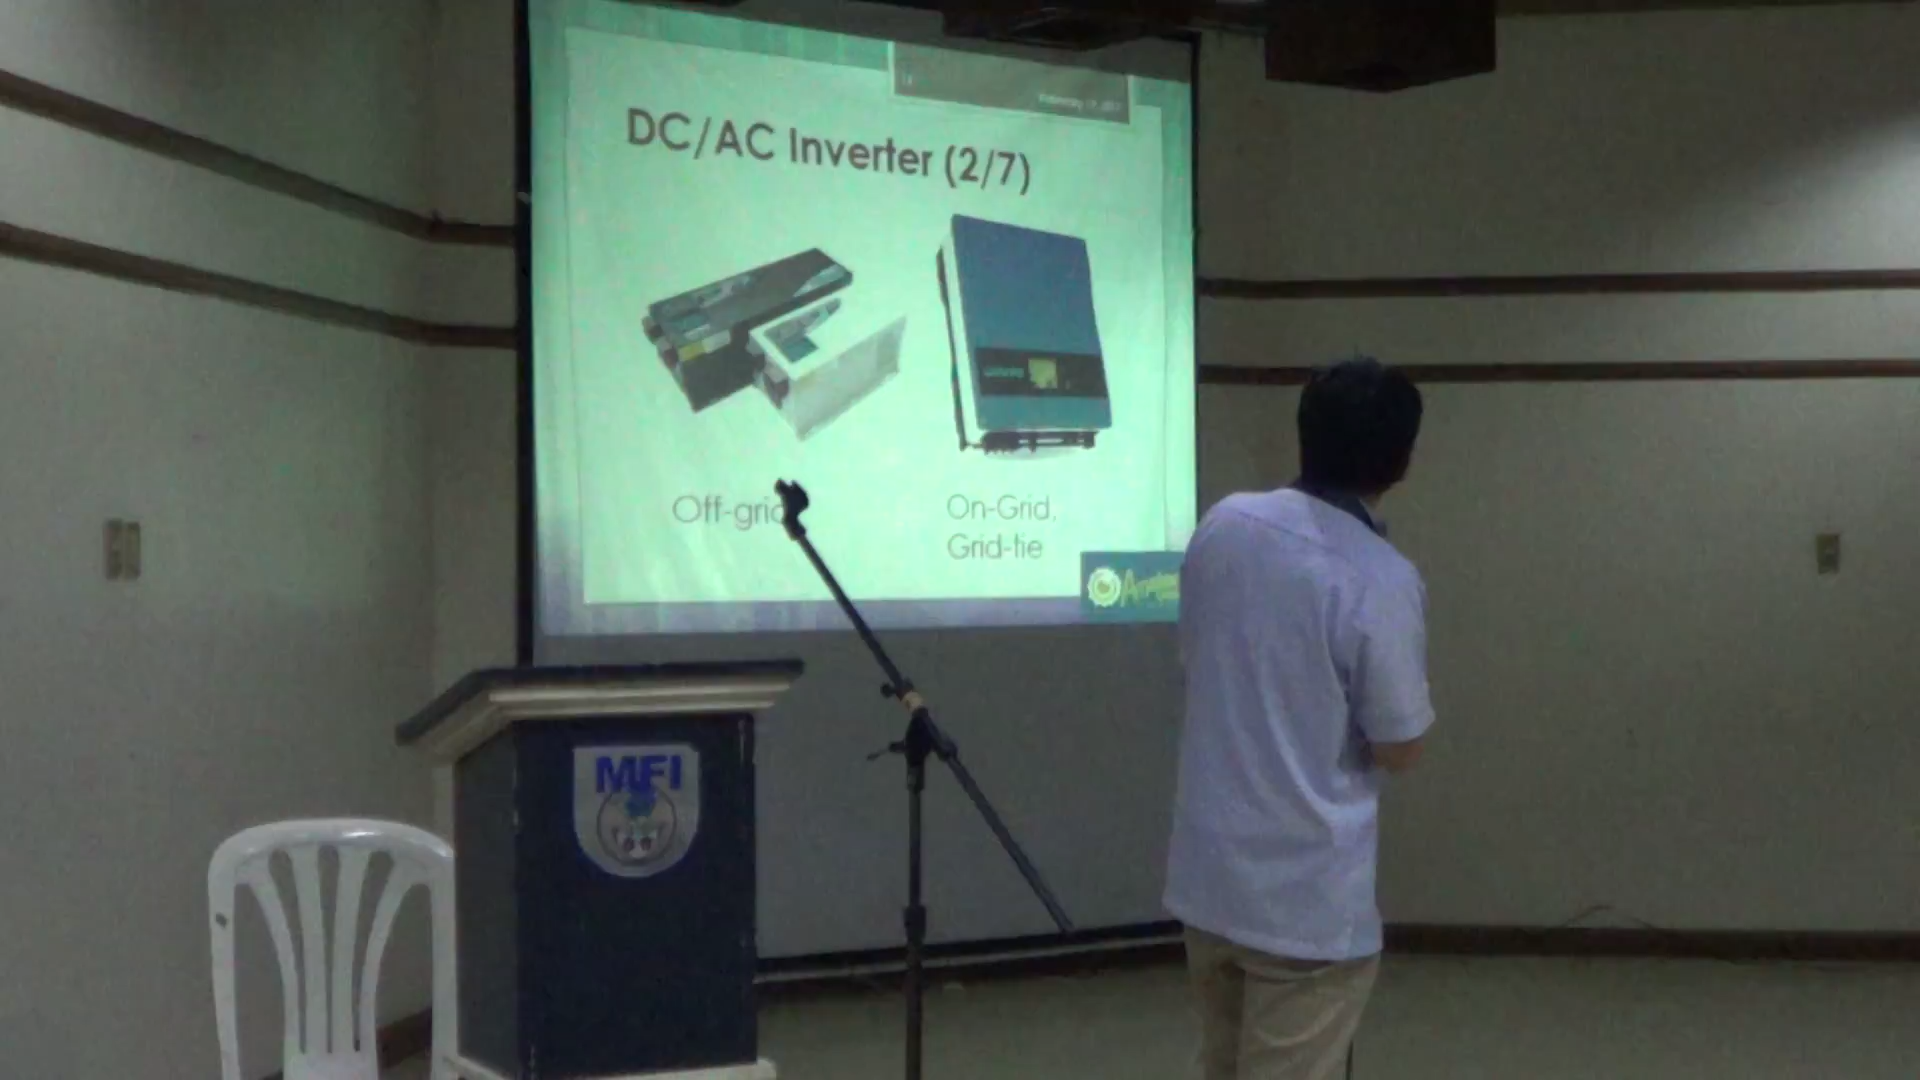 DC/AC Inverter (2/7)
Off-grid
On-Grid,
Grid-tie
MFI